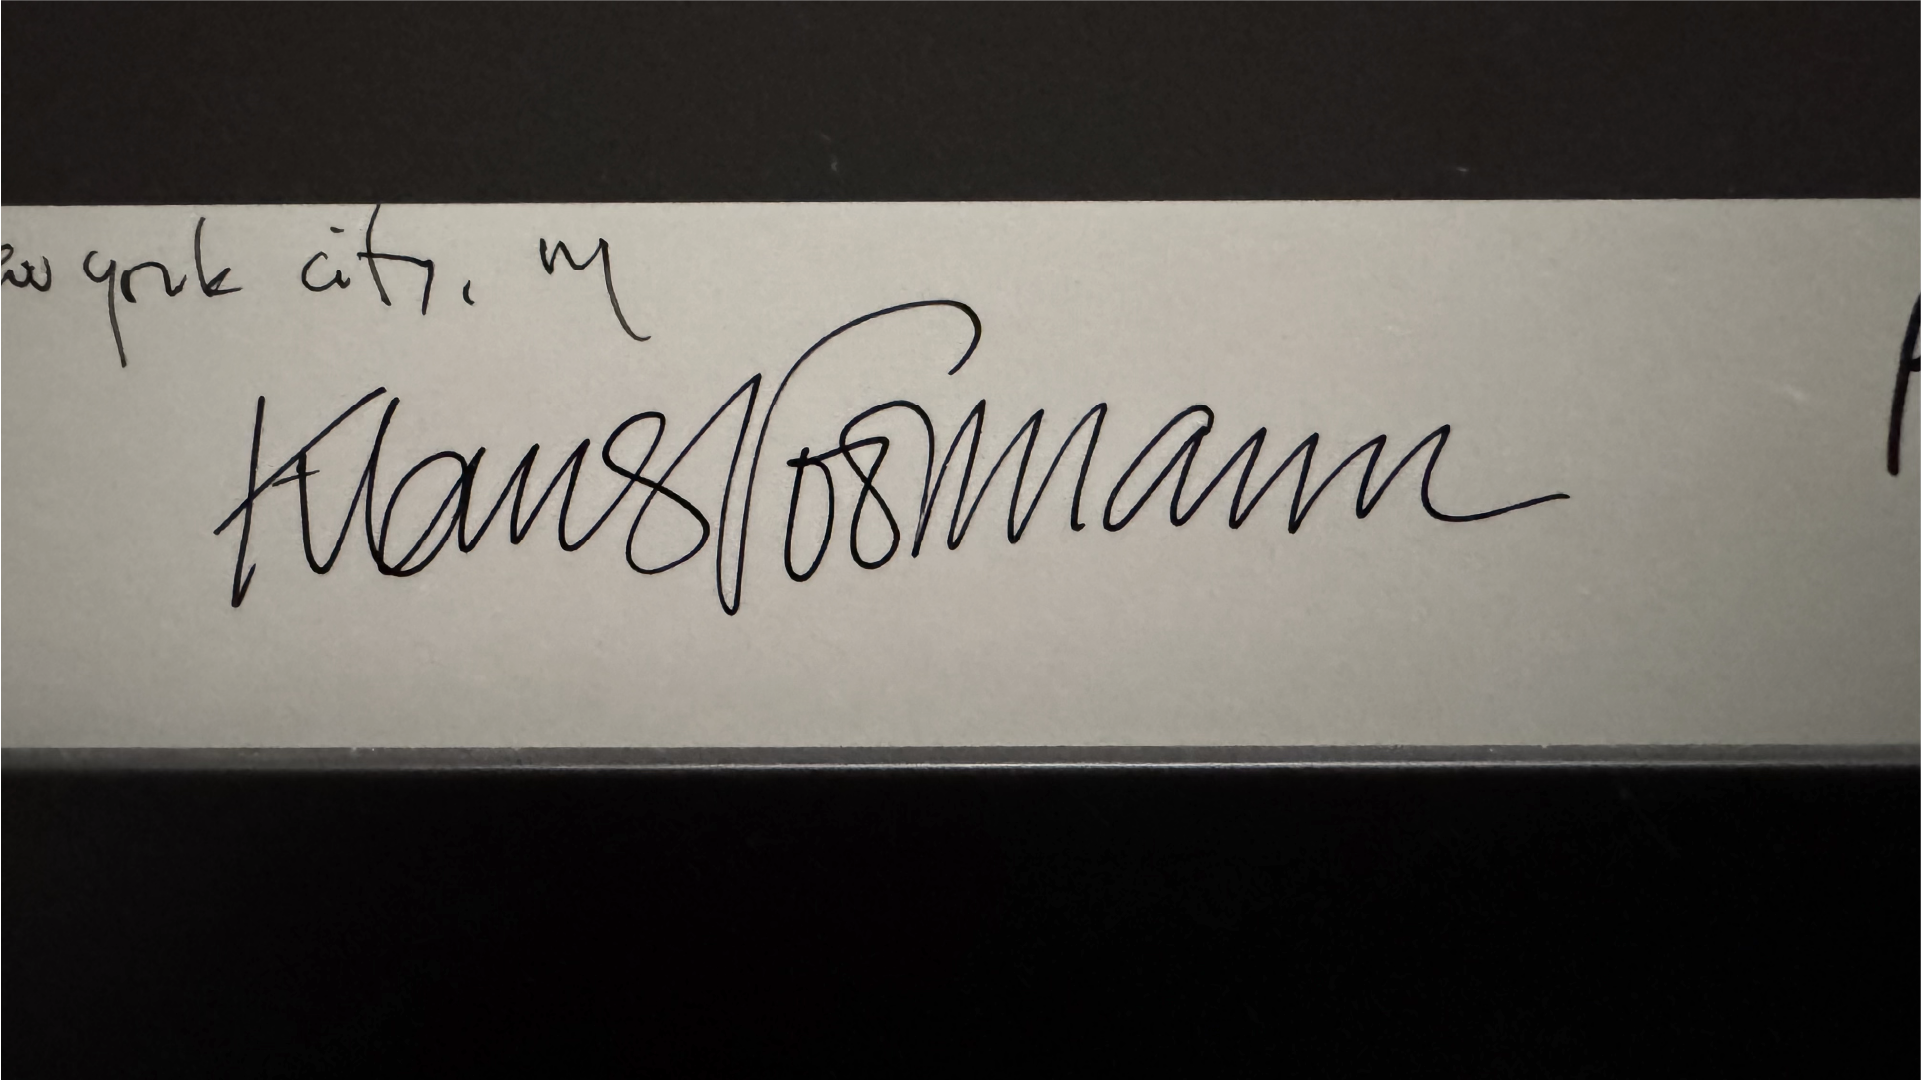 york city, ny
Klaus Voormann